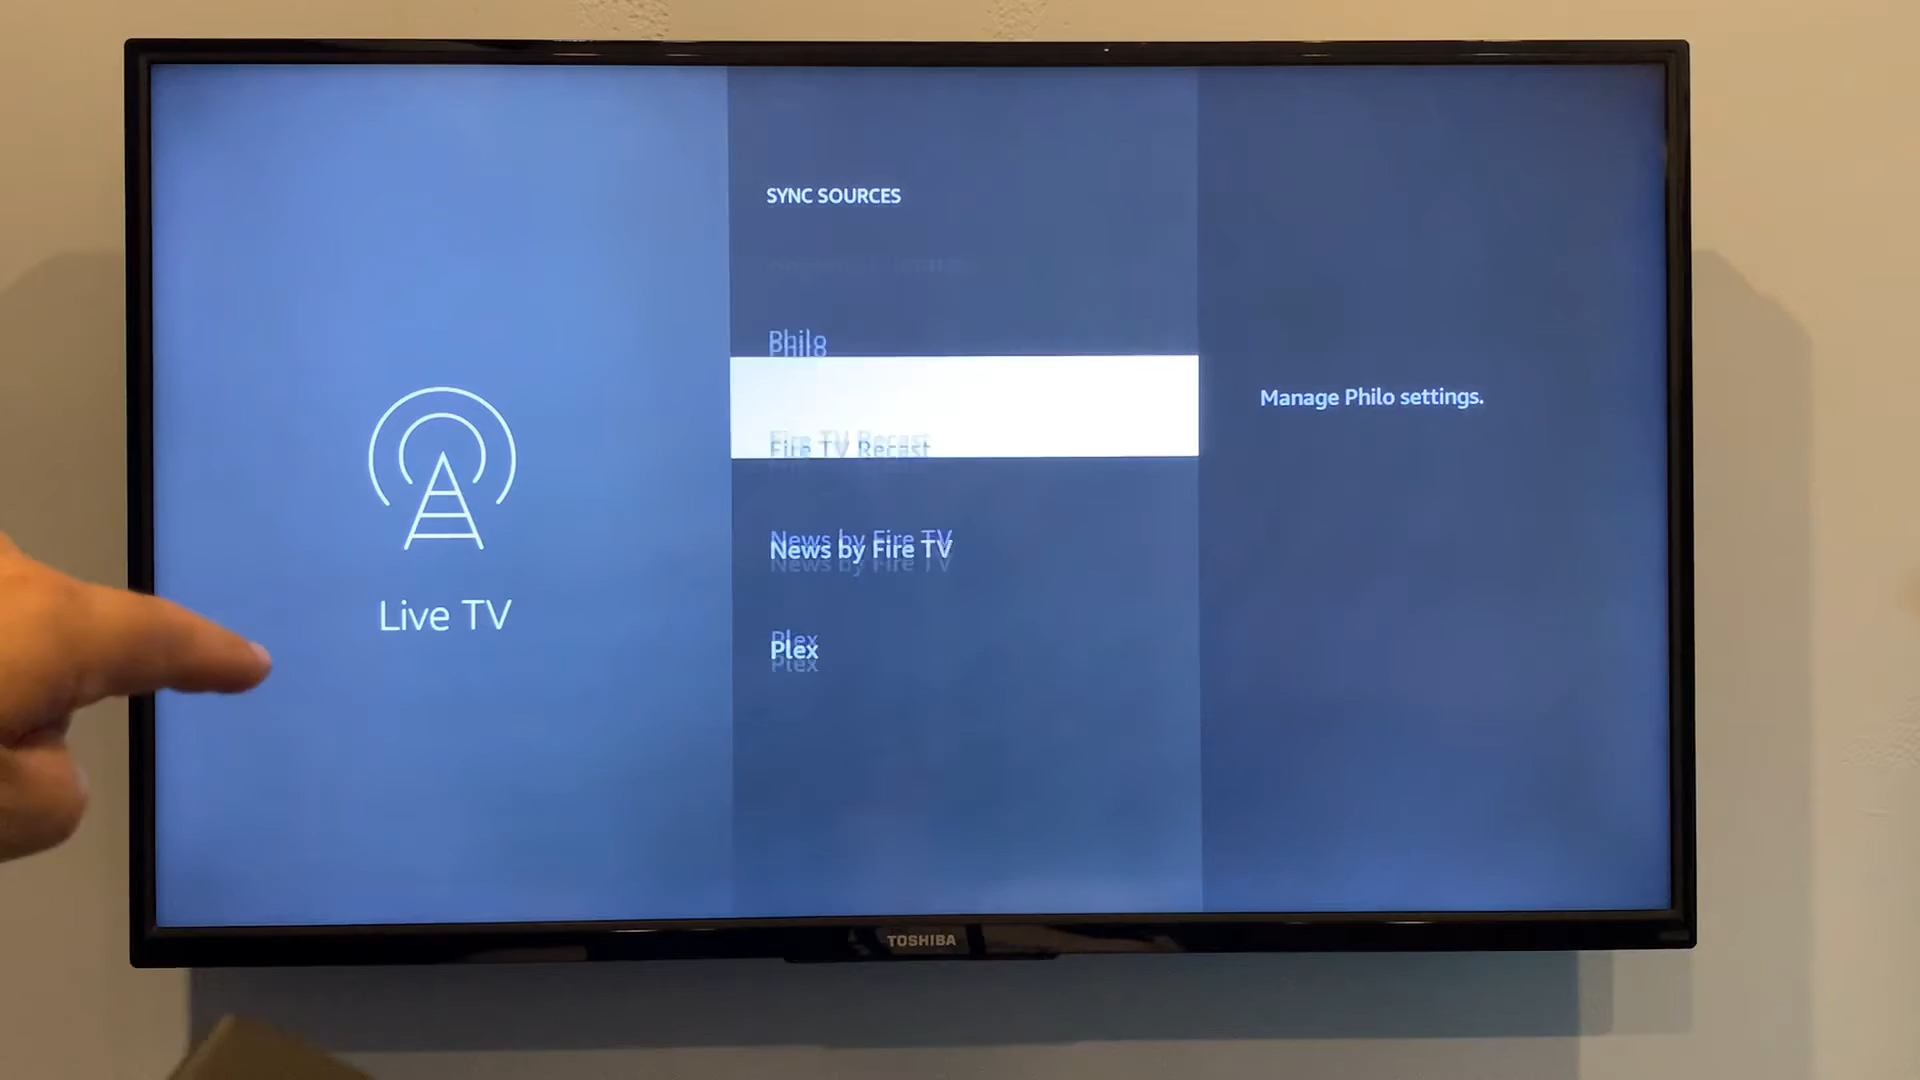 SYNC SOURCES
Philo
Fire TV Recast
Manage Philo settings.
News by Fire TV
Plex
Live TV
TOSHIBA